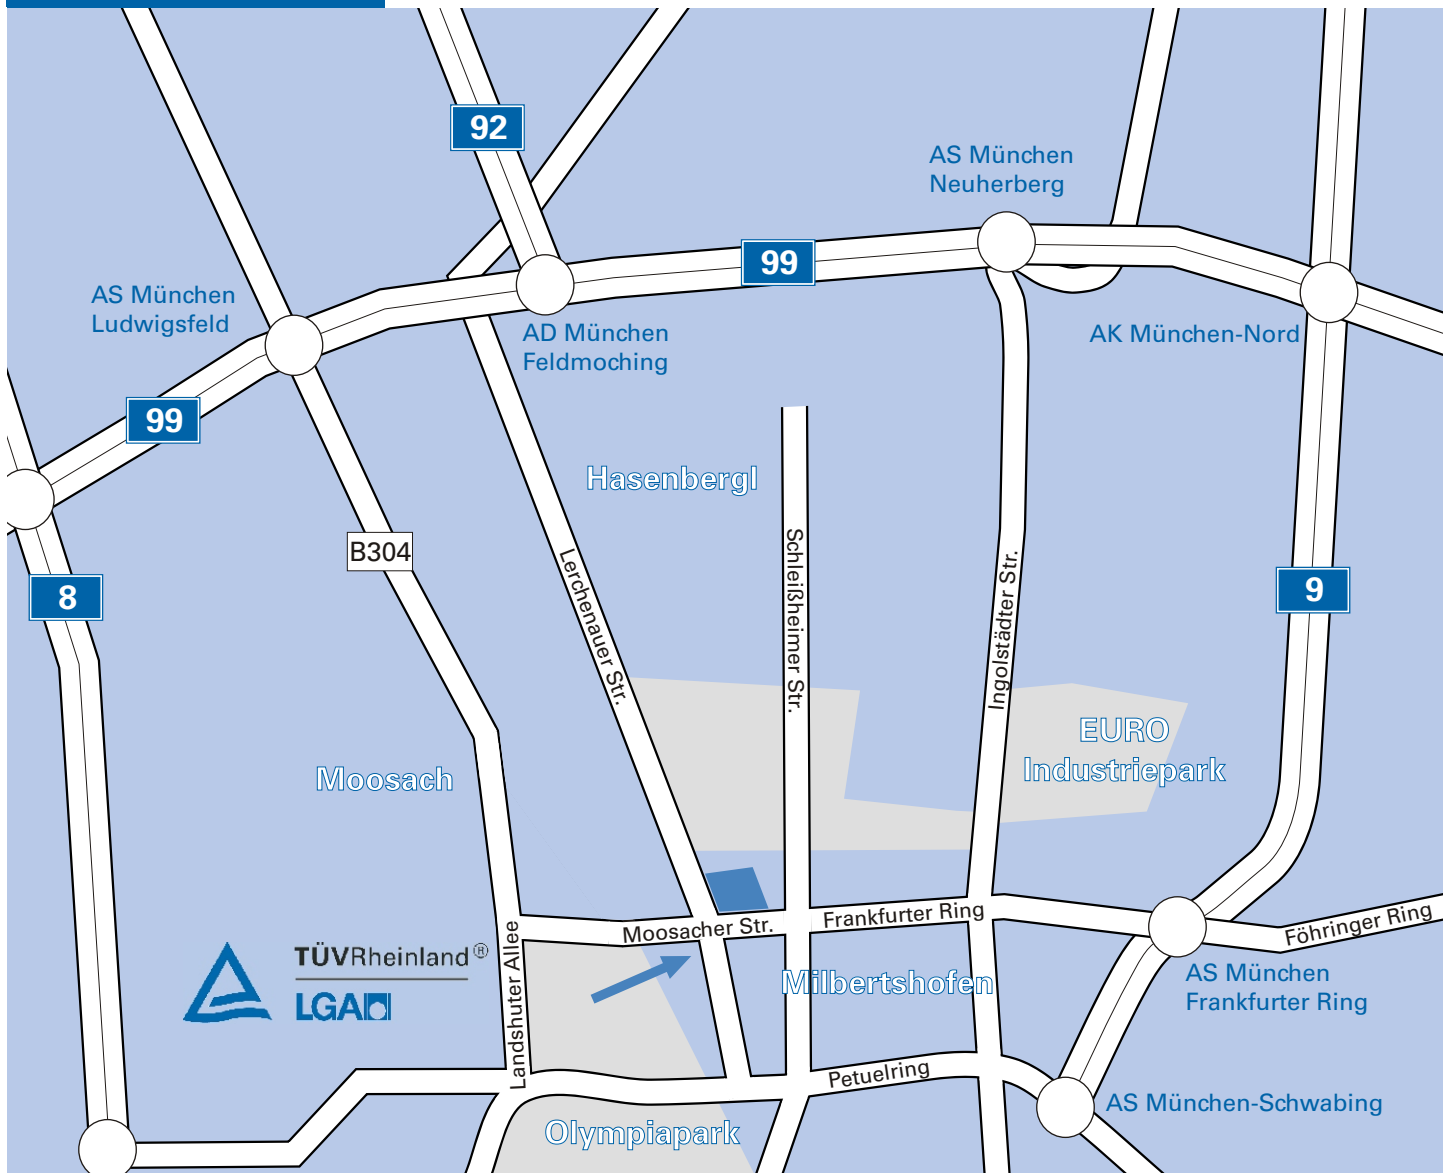 92
AS München
Neuherberg
99
AS München
Ludwigsfeld
AD München
Feldmoching
AK München-Nord
99
Hasenbergl
B304
8
Lerchenauer Str.
Schleißheimer Str.
Ingolstädter Str.
9
EURO
Industriepark
Moosach
Moosacher Str.
Frankfurter Ring
Föhringer Ring
TÜVRheinland®
LGA
Landshuter Allee
Milbertshofen
AS München
Frankfurter Ring
Petuelring
AS München-Schwabing
Olympiapark